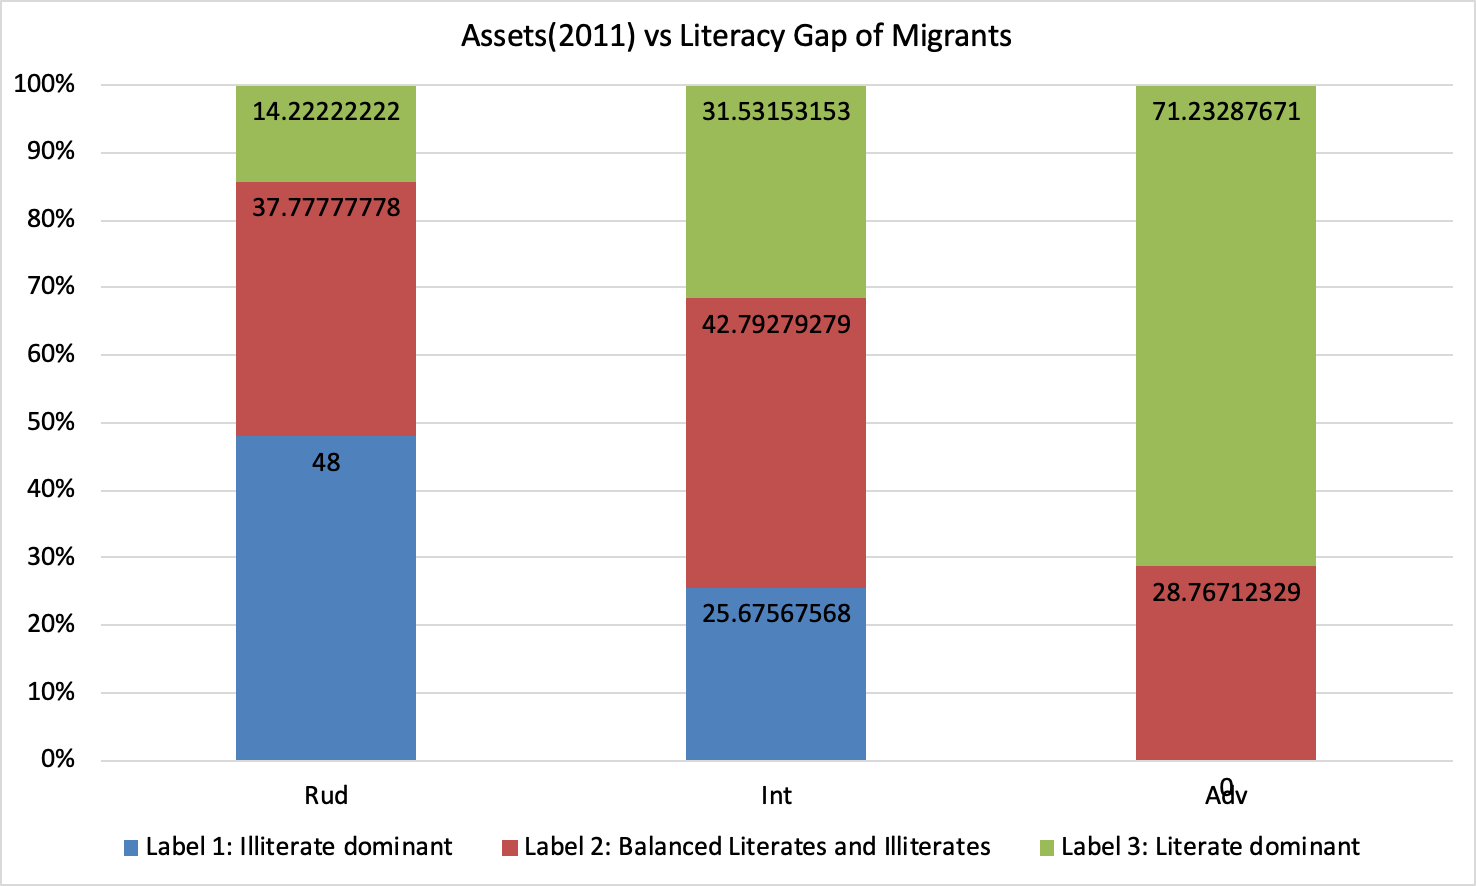 Assets(2011) vs Literacy Gap of Migrants
100%
90%
80%
70%
60%
50%
40%
30%
20%
10%
0%
14.22222222
37.77777778
48
31.53153153
42.79279279
25.67567568
71.23287671
28.76712329
0
Rud
Int
Adv
Label 1: Illiterate dominant
Label 2: Balanced Literates and Illiterates
Label 3: Literate dominant